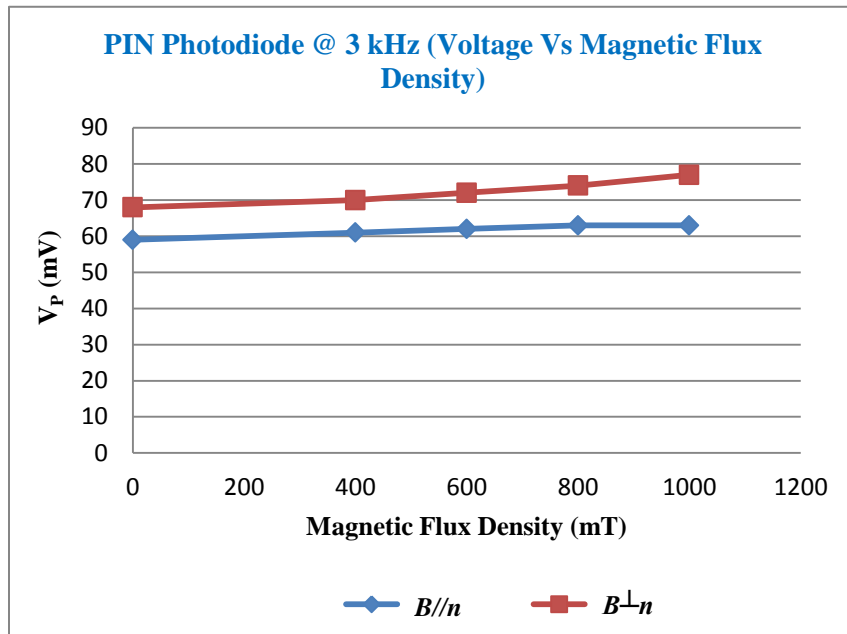 PIN Photodiode @ 3 kHz (Voltage Vs Magnetic Flux
Density)
90
80
70
60
50
40
30
20
10
0
V_P (mV)
0 200 400 600 800 1000 1200
Magnetic Flux Density (mT)
B//n B⊥n